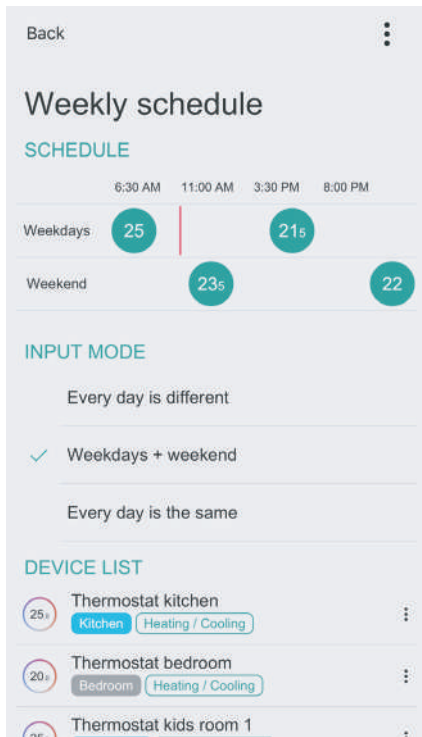 Back
Weekly schedule
SCHEDULE
6:30 AM 11:00 AM 3:30 PM 8:00 PM
Weekdays 25 215
Weekend 235 22
INPUT MODE
Every day is different
Weekdays + weekend
Every day is the same
DEVICE LIST
Thermostat kitchen
25
Kitchen Heating / Cooling
Thermostat bedroom
20
Bedroom Heating / Cooling
Thermostat kids room 1